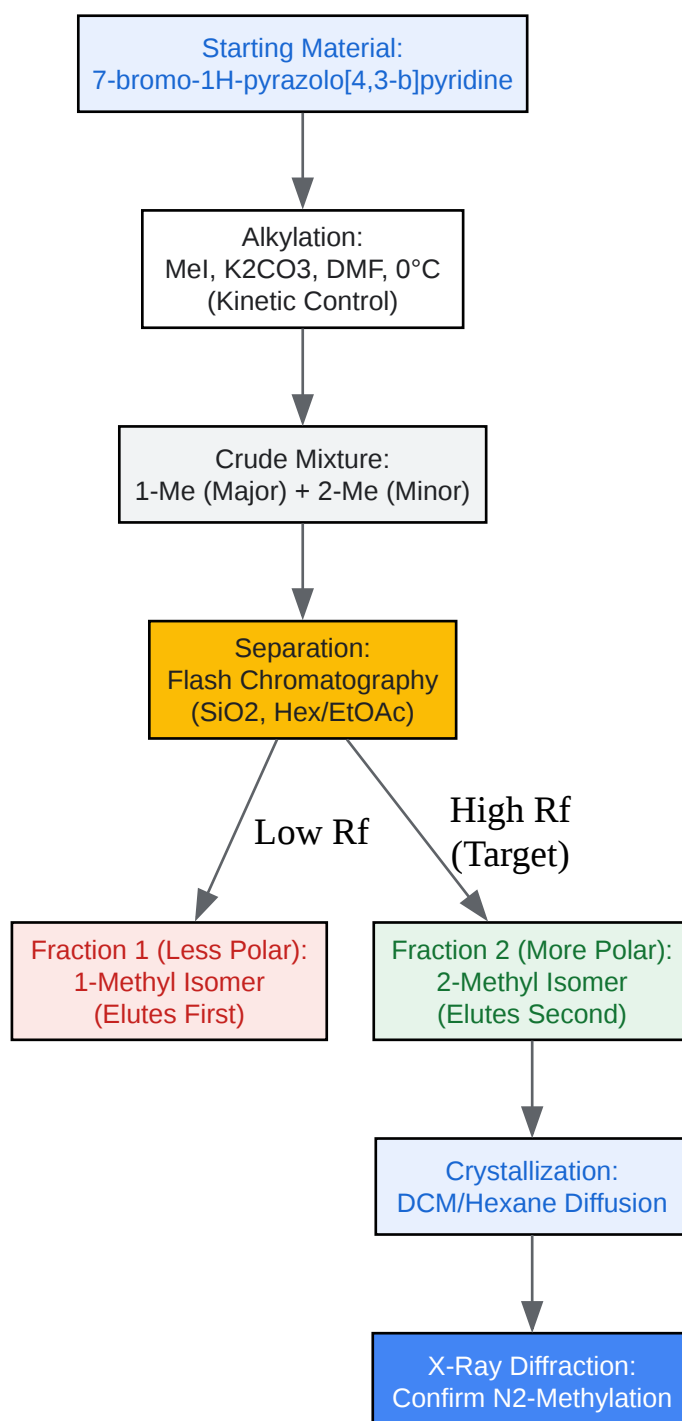 Starting Material:
7-bromo-1H-pyrazolo[4,3-b]pyridine
Alkylation:
MeI, K2CO3, DMF, 0°C
(Kinetic Control)
Crude Mixture:
1-Me (Major) + 2-Me (Minor)
Separation:
Flash Chromatography
(SiO2, Hex/EtOAc)
Low Rf
High Rf
(Target)
Fraction 1 (Less Polar):
1-Methyl Isomer
(Elutes First)
Fraction 2 (More Polar):
2-Methyl Isomer
(Elutes Second)
Crystallization:
DCM/Hexane Diffusion
X-Ray Diffraction:
Confirm N2-Methylation